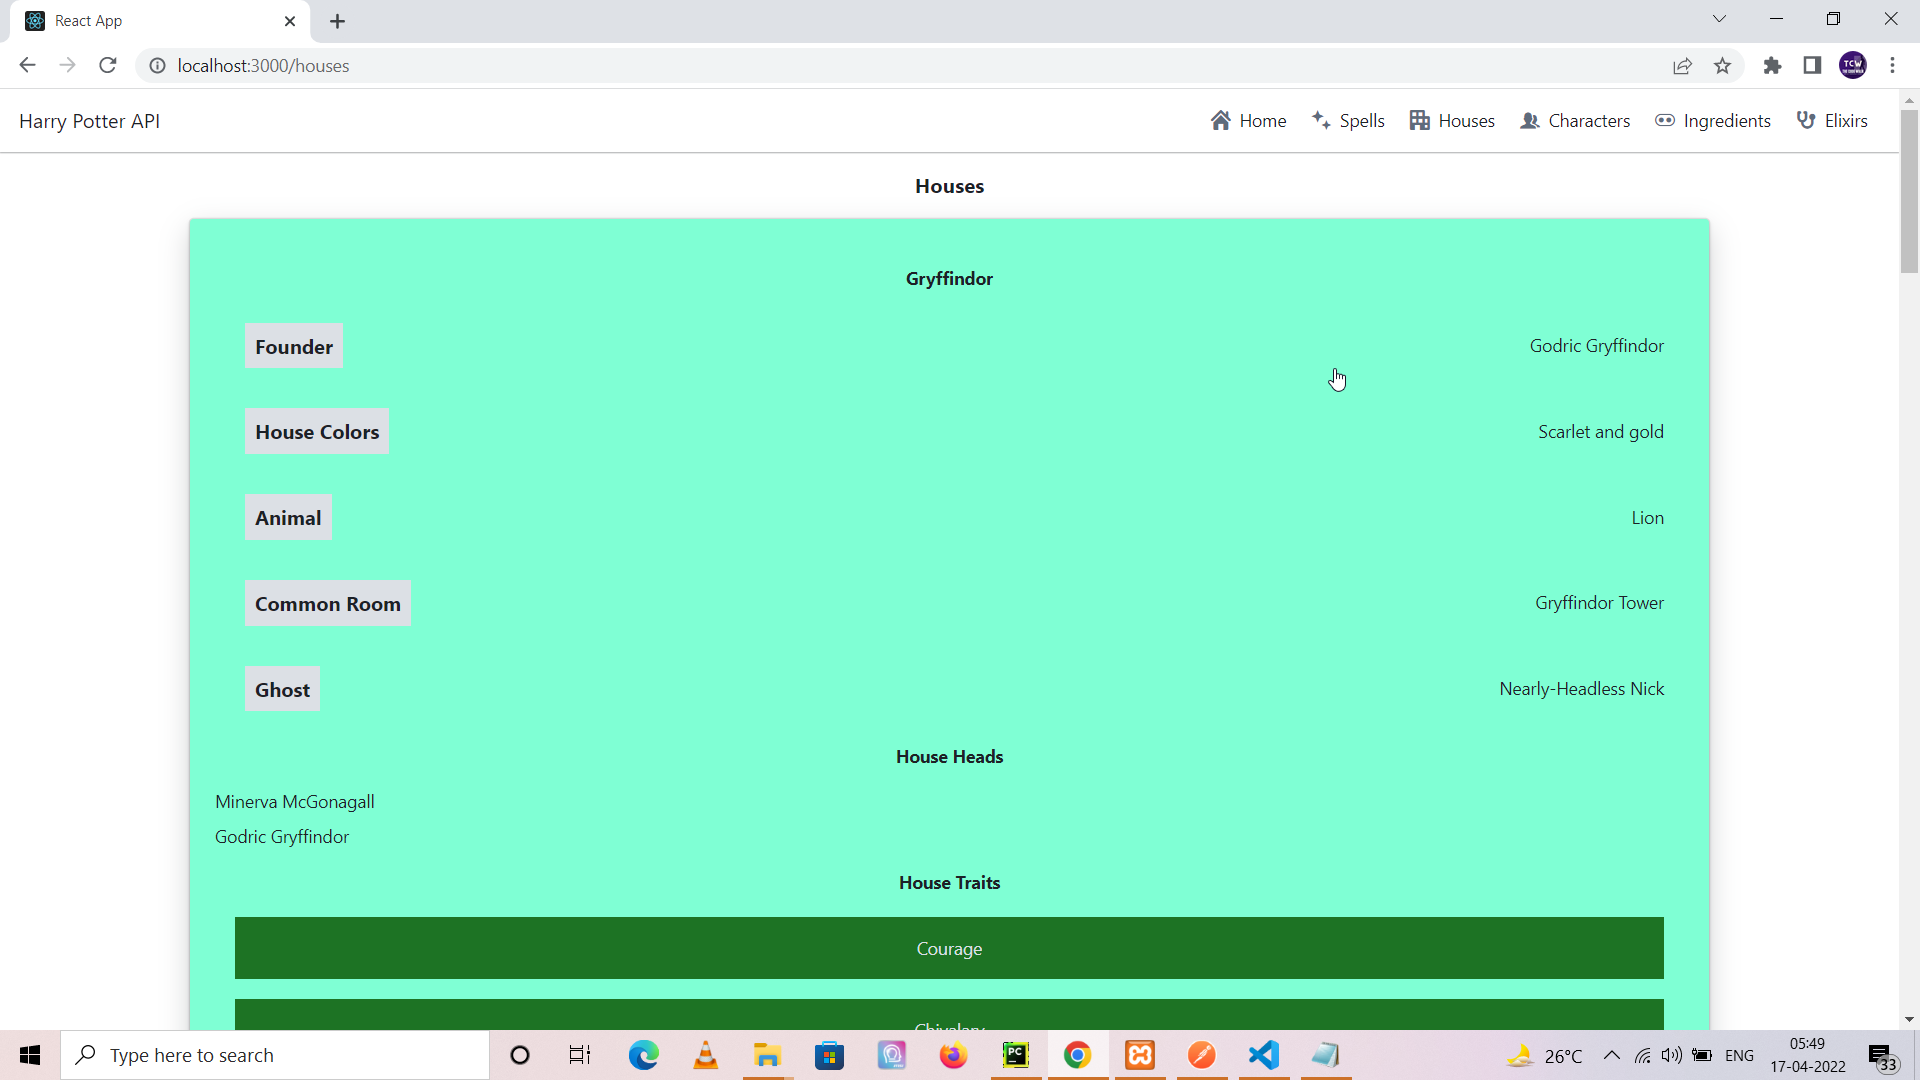 React App
localhost:3000/houses
TCW
Harry Potter API
Home Spells Houses Characters Ingredients Elixirs
Houses
Gryffindor
Founder Godric Gryffindor
House Colors Scarlet and gold
Animal Lion
Common Room Gryffindor Tower
Ghost Nearly-Headless Nick
House Heads
Minerva McGonagall
Godric Gryffindor
House Traits
Courage
Type here to search
PC
26°C
ENG
05:49
17-04-2022
33